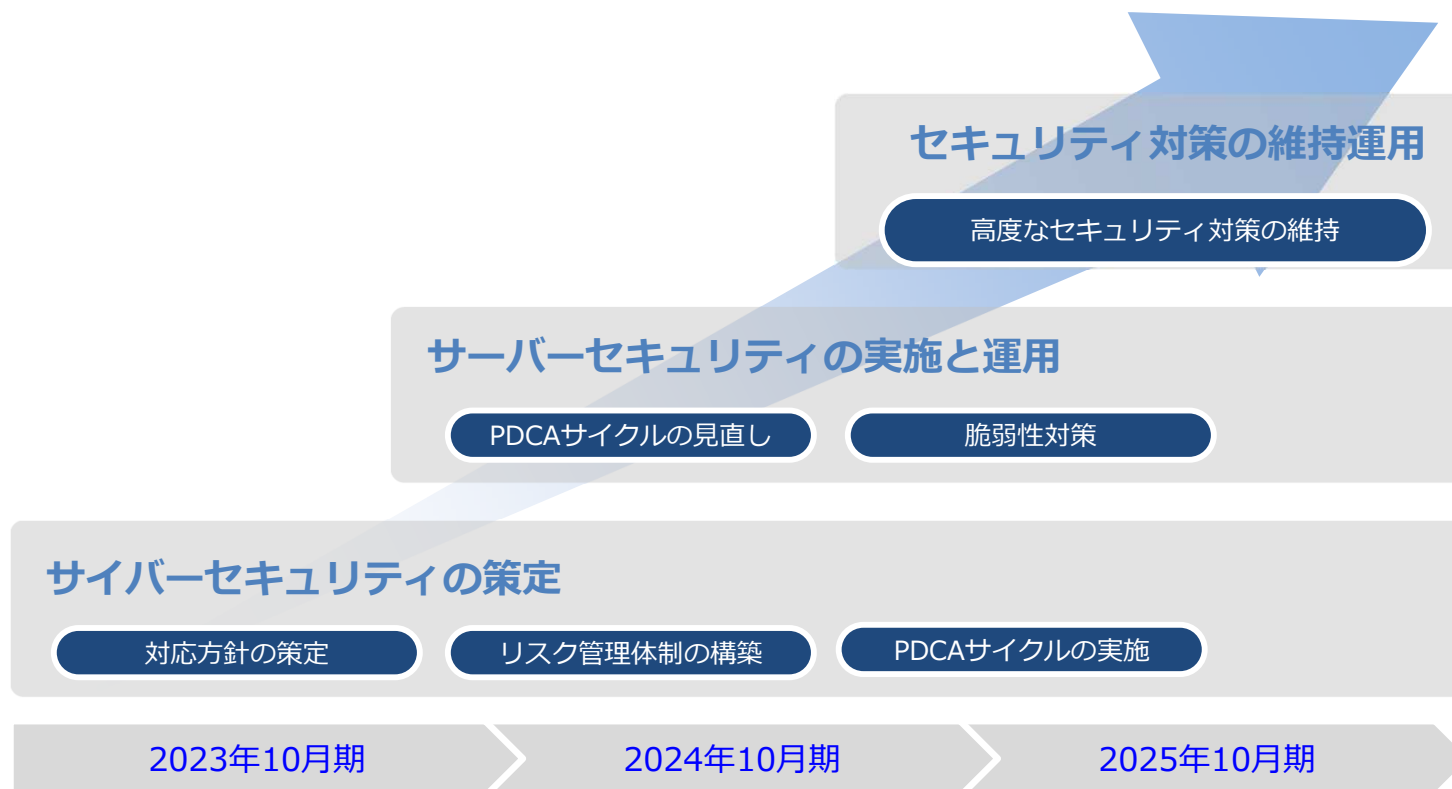 セキュリティ対策の維持運用
高度なセキュリティ対策の維持
サーバーセキュリティの実施と運用
PDCAサイクルの見直し
脆弱性対策
サイバーセキュリティの策定
対応方針の策定
リスク管理体制の構築
PDCAサイクルの実施
2023年10月期
2024年10月期
2025年10月期